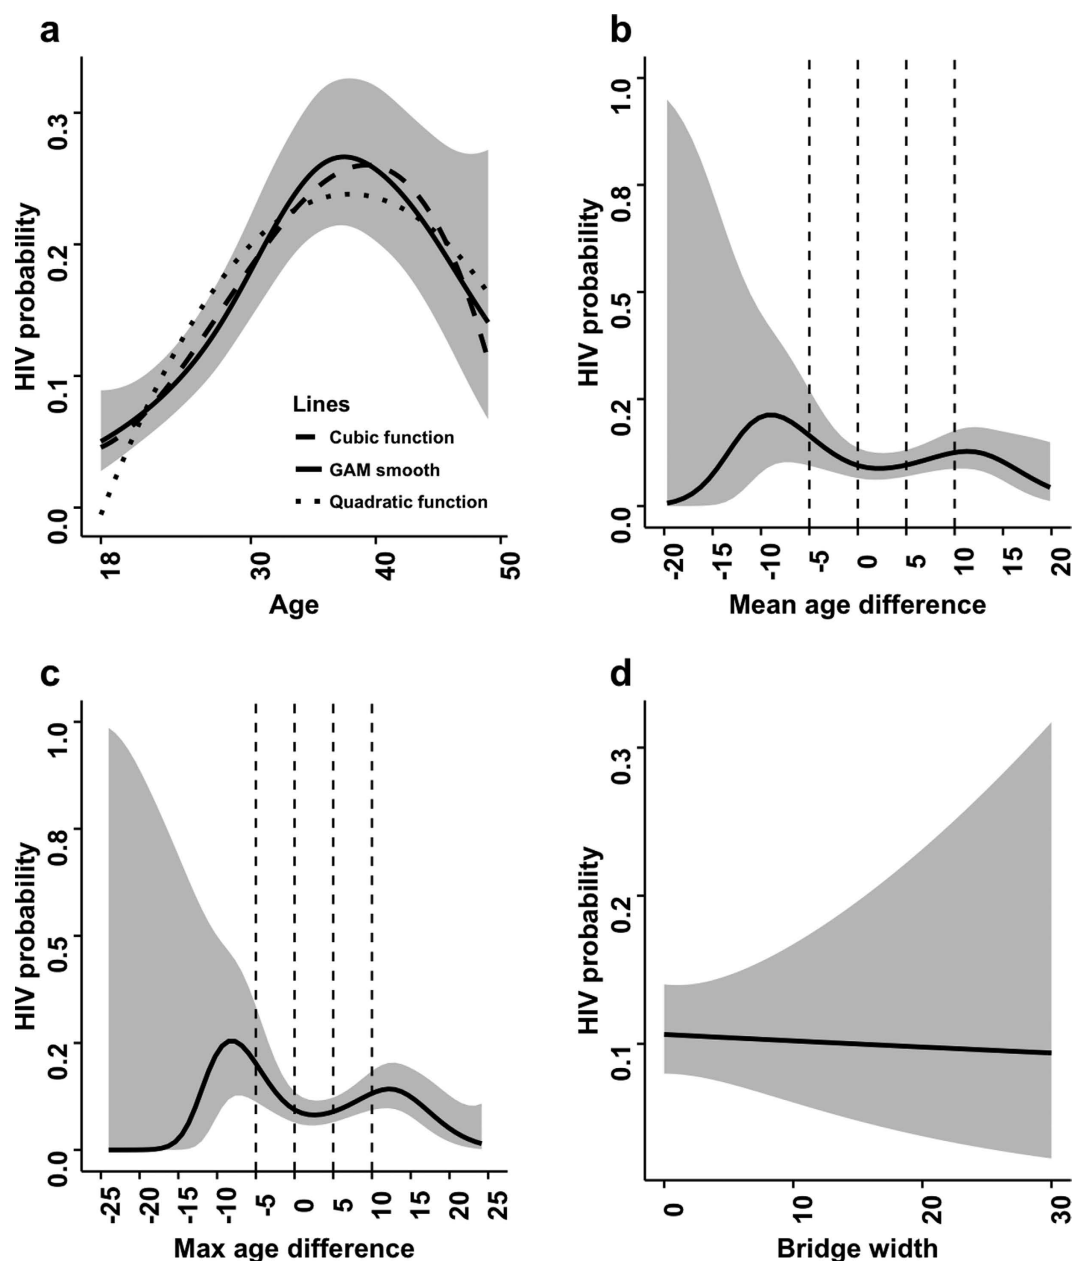 a
HIV probability
0.3
0.2
0.1
0.0
Lines
Cubic function
GAM smooth
Quadratic function
18
30
40
50
Age
b
HIV probability
1.0
0.8
0.5
0.2
0.0
-20
-15
-10
-5
0
5
10
15
20
Mean age difference
c
HIV probability
1.0
0.8
0.5
0.2
0.0
-25
-20
-15
-10
-5
0
5
10
15
20
25
Max age difference
d
HIV probability
0.3
0.2
0.1
0
10
20
30
Bridge width